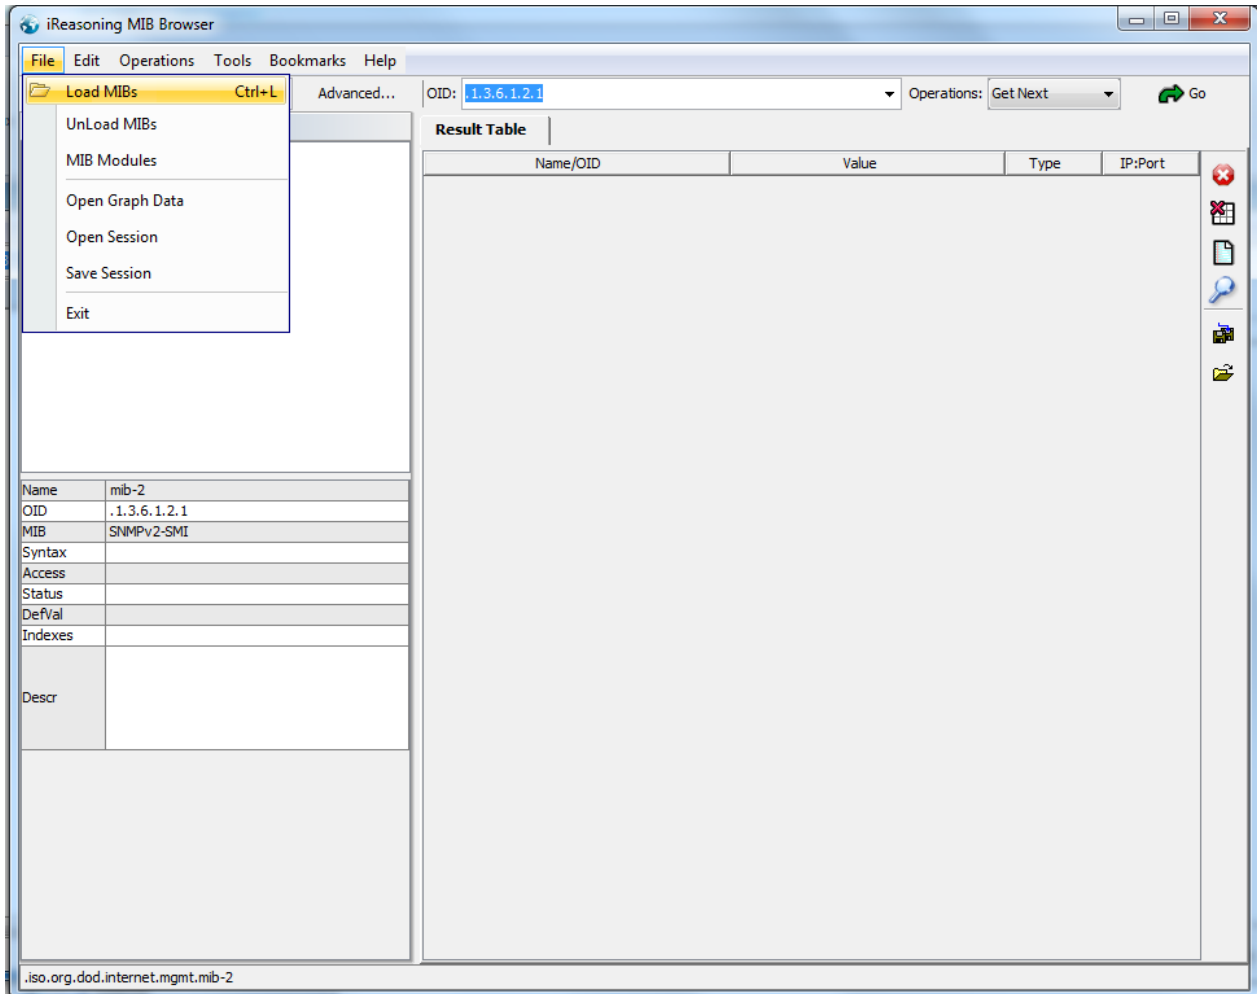 iReasoning MIB Browser
File Edit Operations Tools Bookmarks Help
Load MIBs Ctrl+L
UnLoad MIBs
MIB Modules
Open Graph Data
Open Session
Save Session
Exit
Advanced... OID: .1.3.6.1.2.1 Operations: Get Next Go
Result Table
Name/OID Value Type IP:Port
Name mib-2
OID .1.3.6.1.2.1
MIB SNMPv2-SMI
Syntax
Access
Status
DefVal
Indexes
Descr
.iso.org.dod.internet.mgmt.mib-2